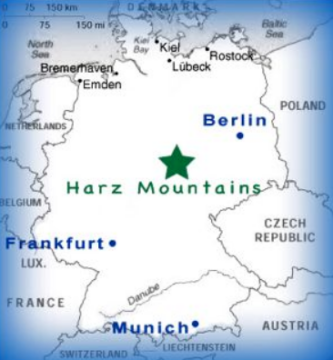 0 75 150 km
0 75 150 mi
DENMARK
Baltic
Sea
North
Sea
Kiel
Bay
Kiel
Rostock
Lübeck
Bremerhaven
Emden
POLAND
Berlin
NETHERLANDS
Harz Mountains
BELGIUM
CZECH
REPUBLIC
Frankfurt
LUX.
Danube
FRANCE
Munich
AUSTRIA
LIECHTENSTEIN
SWITZERLAND